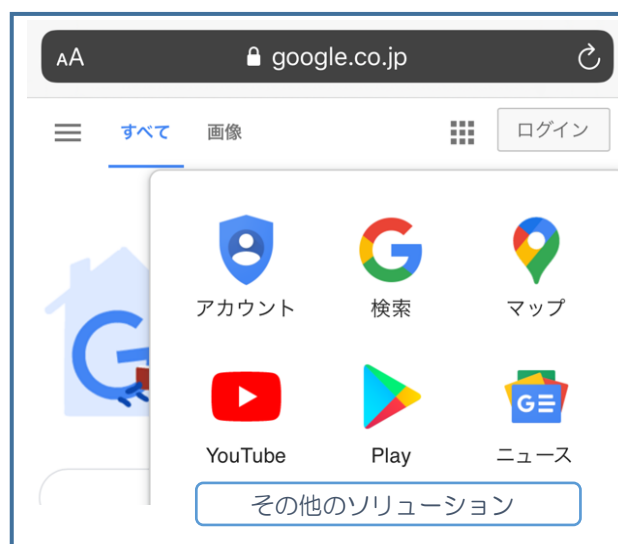 AA google.co.jp
すべて 画像 ログイン
G
アカウント 検索 マップ
GE
YouTube Play ニュース
その他のソリューション